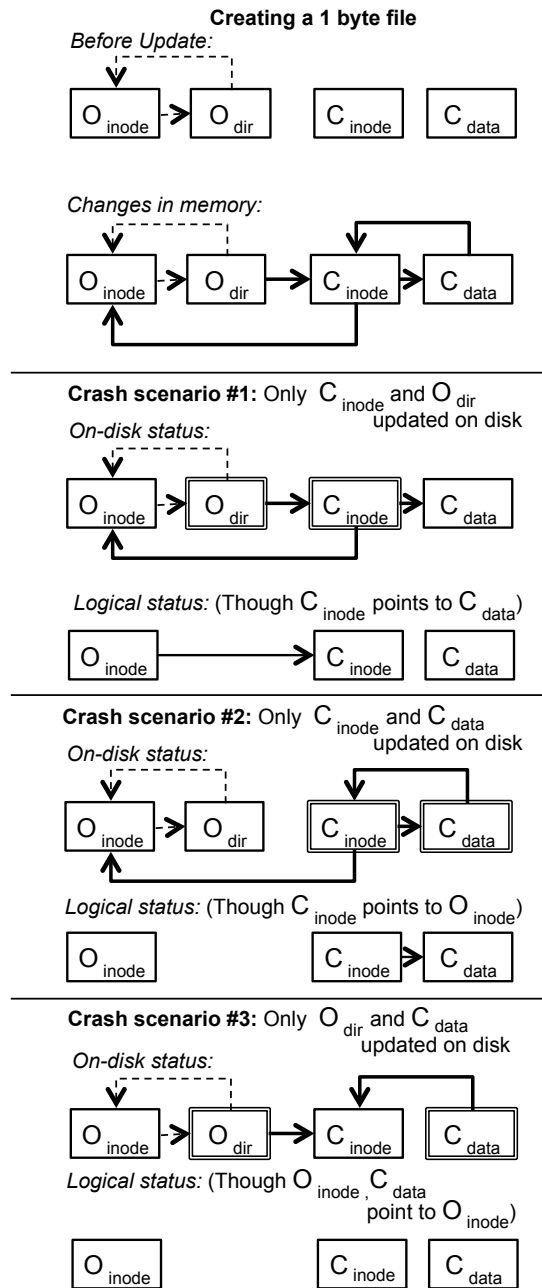 Creating a 1 byte file
Before Update:
O inode O dir C inode C data
Changes in memory:
O inode O dir C inode C data
Crash scenario #1: Only C inode and O dir
updated on disk
On-disk status:
O inode O dir C inode C data
Logical status: (Though C inode points to C data)
O inode C inode C data
Crash scenario #2: Only C inode and C data
updated on disk
On-disk status:
O inode O dir C inode C data
Logical status: (Though C inode points to O inode)
O inode C inode C data
Crash scenario #3: Only O dir and C data
updated on disk
On-disk status:
O inode O dir C inode C data
Logical status: (Though O inode , C data
point to O inode)
O inode C inode C data